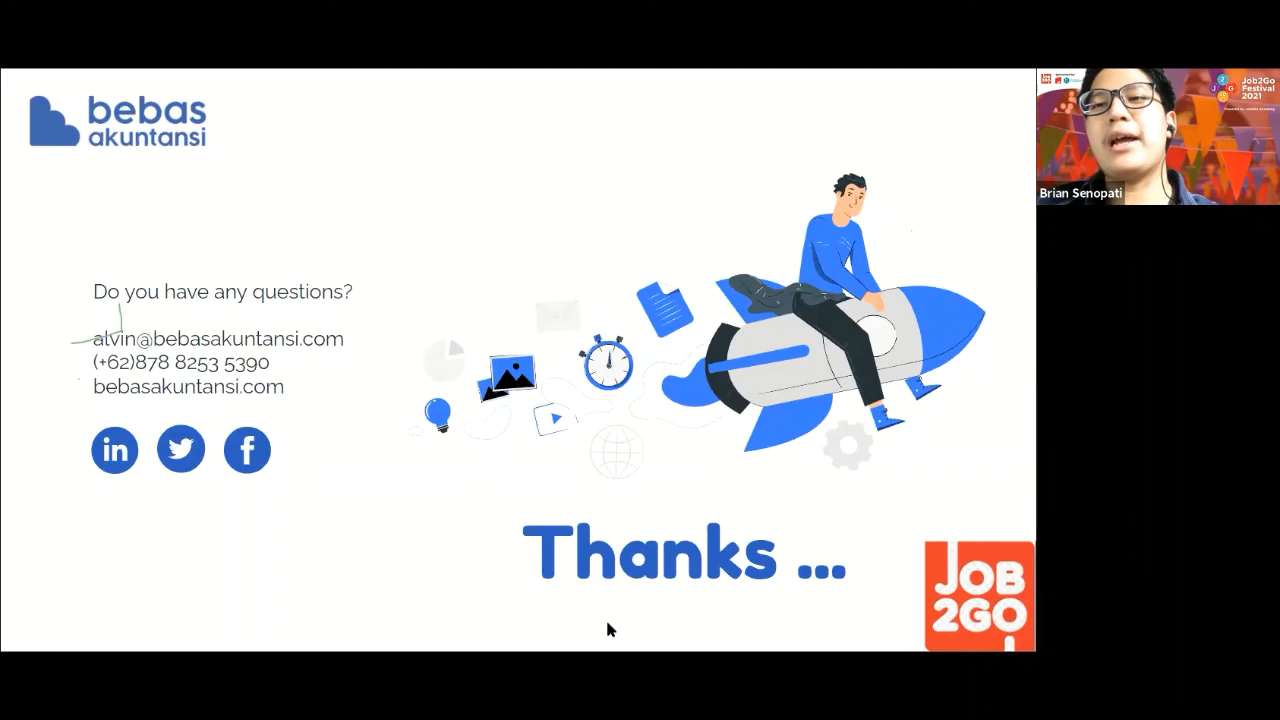 bebas
akuntansi
Do you have any questions?
alvin@bebasakuntansi.com
(+62)878 8253 5390
bebasakuntansi.com
in
Thanks ...
JOB
2GO
Job2Go
Festival
2021
Brian Senopati